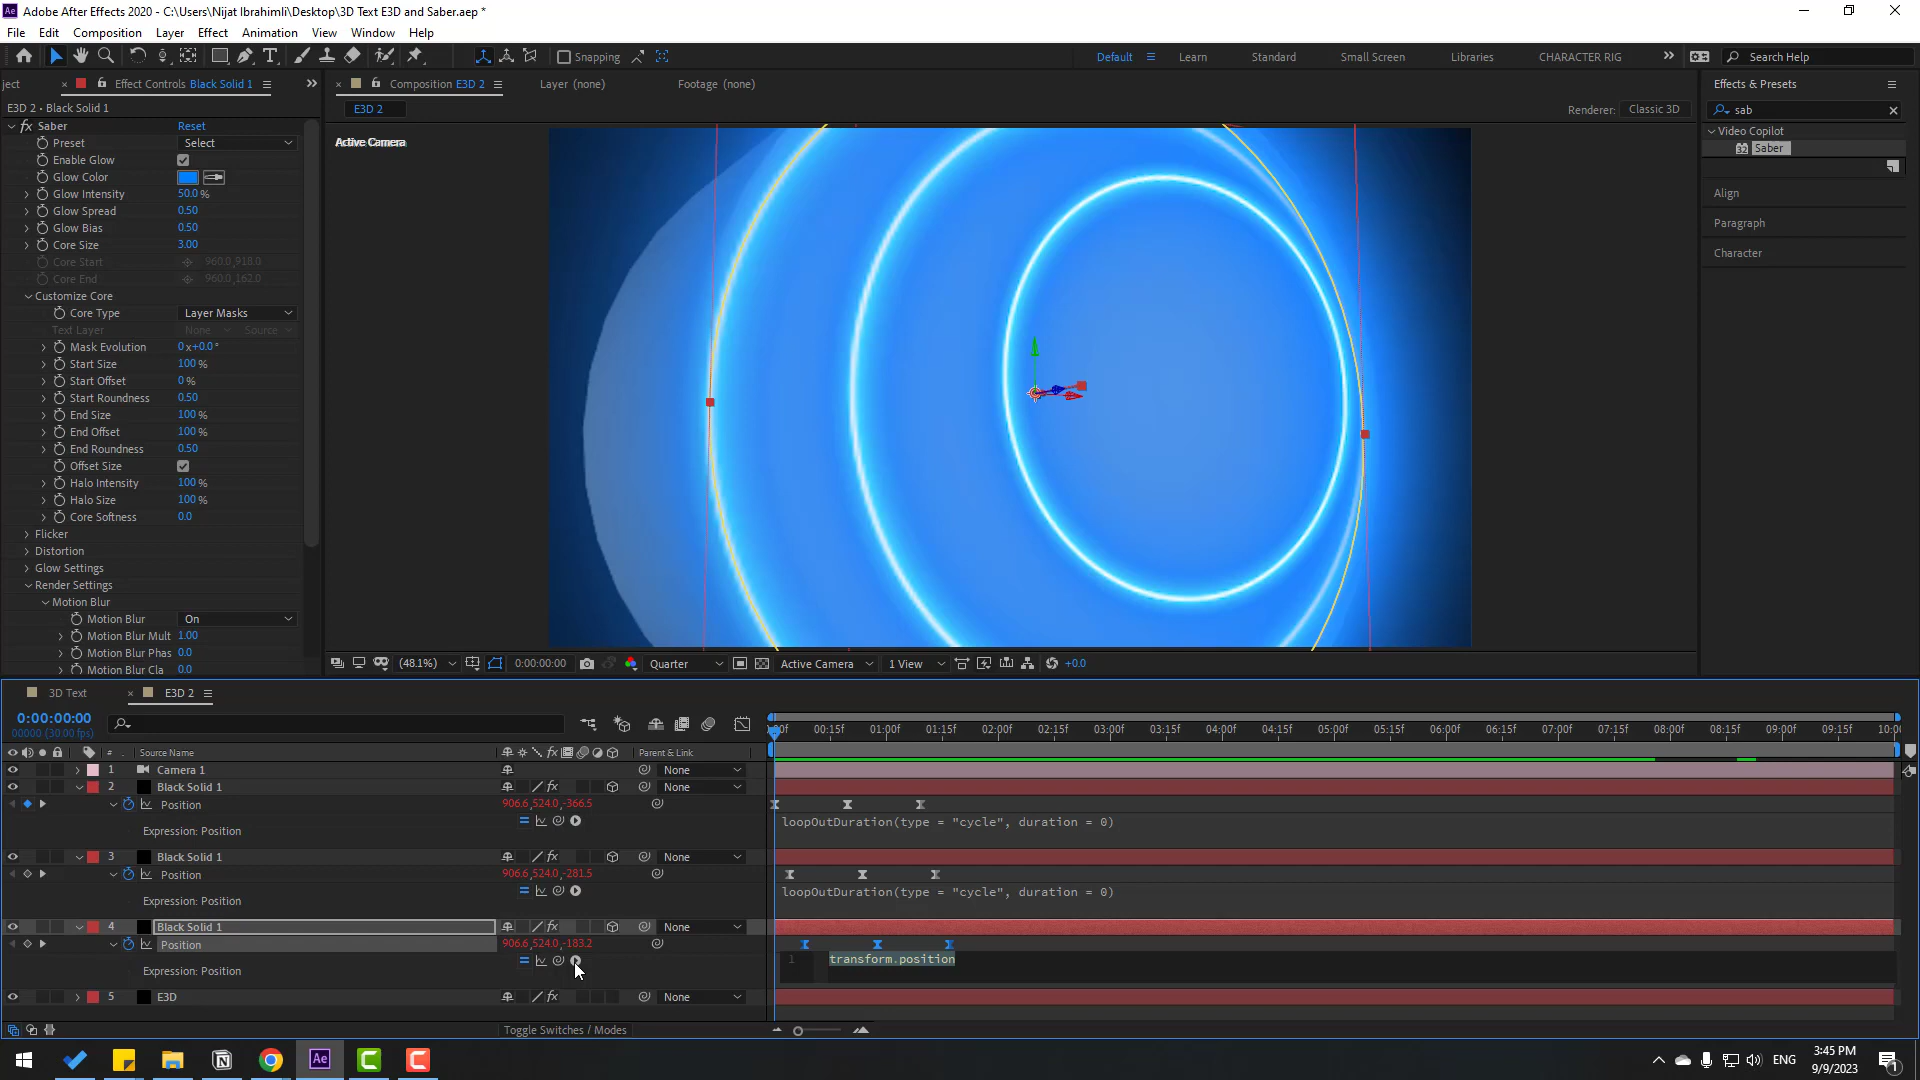 Adobe After Effects 2020 - C:\Users\Nijat Ibrahimli\Desktop\3D Text E3D and Saber.aep *
File Edit Composition Layer Effect Animation View Window Help
Snapping Default Learn Standard Small Screen Libraries CHARACTER RIG Search Help
ject Effect Controls Black Solid 1
E3D 2 • Black Solid 1
fx Saber Reset
Preset Select
Enable Glow
Glow Color
Glow Intensity 50.0 %
Glow Spread 0.50
Glow Bias 0.50
Core Size 3.00
Core Start 960.0,918.0
Core End 960.0,162.0
Customize Core
Core Type Layer Masks
Text Layer None Source
Mask Evolution 0 x+0.0 °
Start Size 100 %
Start Offset 0 %
Start Roundness 0.50
End Size 100 %
End Offset 100 %
End Roundness 0.50
Offset Size
Halo Intensity 100 %
Halo Size 100 %
Core Softness 0.0
Flicker
Distortion
Glow Settings
Render Settings
Motion Blur
Motion Blur On
Motion Blur Mult 1.00
Motion Blur Phas 0.0
Motion Blur Cla 0.0
Composition E3D 2 Layer (none) Footage (none)
E3D 2 Renderer: Classic 3D
Active Camera
(48.1%) 0:00:00:00 Quarter Active Camera 1 View +0.0
Effects & Presets
sab
Video Copilot
32 Saber
Align
Paragraph
Character
3D Text E3D 2
0:00:00:00
00000 (30.00 fps)
:00f 00:15f 01:00f 01:15f 02:00f 02:15f 03:00f 03:15f 04:00f 04:15f 05:00f 05:15f 06:00f 06:15f 07:00f 07:15f 08:00f 08:15f 09:00f 09:15f 10:00
# Source Name fx Parent & Link
1 Camera 1 None
2 Black Solid 1 fx None
Position 906.6,524.0,-366.5
Expression: Position loopOutDuration(type = "cycle", duration = 0)
3 Black Solid 1 fx None
Position 906.6,524.0,-281.5
Expression: Position loopOutDuration(type = "cycle", duration = 0)
4 Black Solid 1 fx None
Position 906.6,524.0,-183.2
Expression: Position 1 transform.position
5 E3D fx None
Toggle Switches / Modes
Ae ENG 3:45 PM
9/9/2023 1